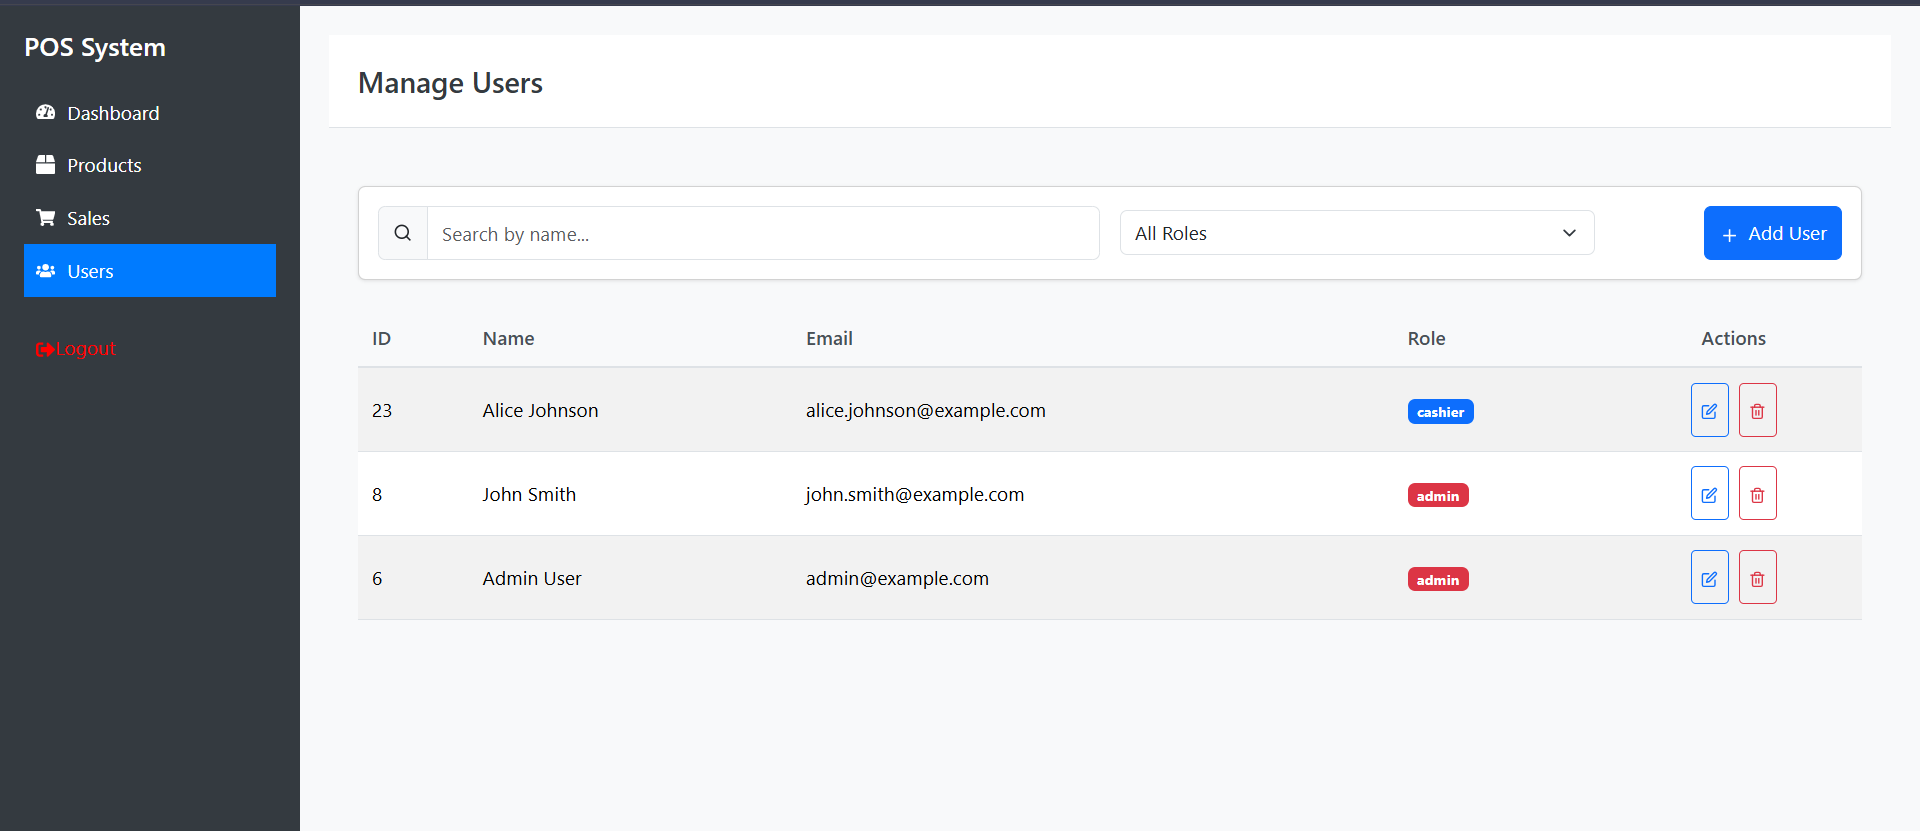 POS System
Dashboard
Products
Sales
Users
Logout
Manage Users
Search by name...
All Roles
+ Add User
ID Name Email Role Actions
23 Alice Johnson alice.johnson@example.com cashier
8 John Smith john.smith@example.com admin
6 Admin User admin@example.com admin